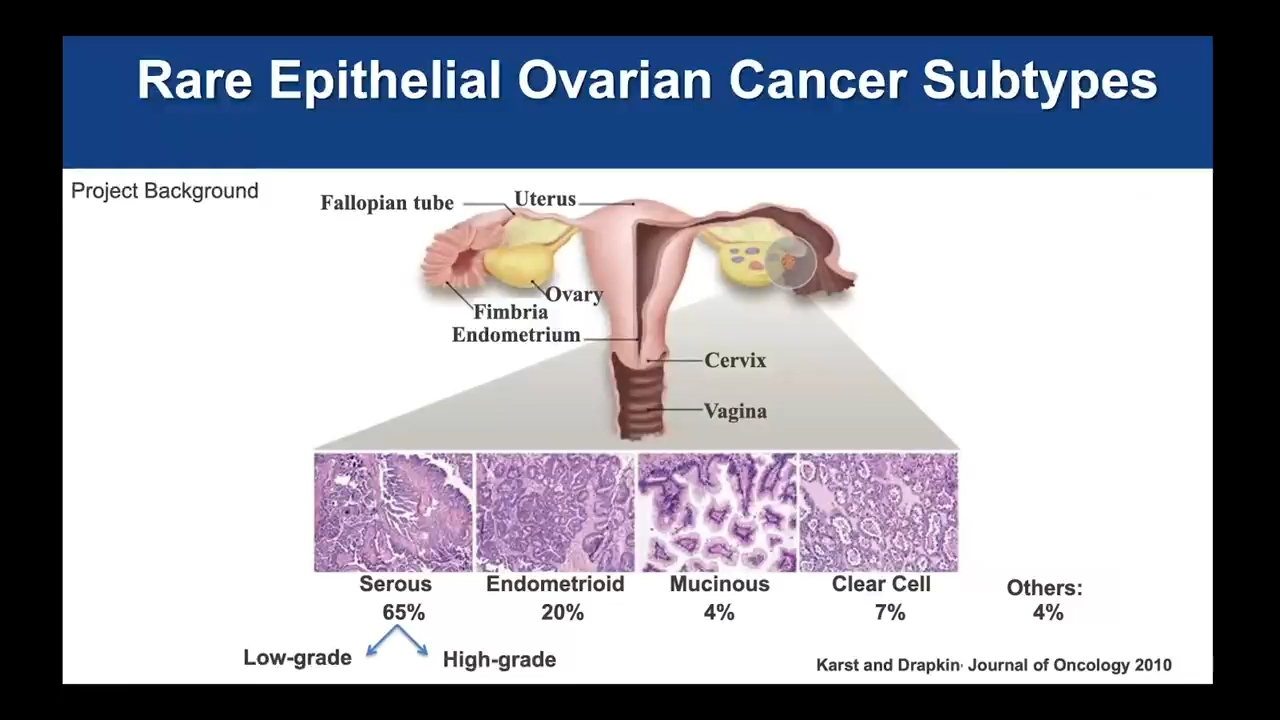 Rare Epithelial Ovarian Cancer Subtypes
Project Background
Fallopian tube
Uterus
Ovary
Fimbria
Endometrium
Cervix
Vagina
Serous
65%
Endometrioid
20%
Mucinous
4%
Clear Cell
7%
Others:
4%
Low-grade
High-grade
Karst and Drapkin Journal of Oncology 2010